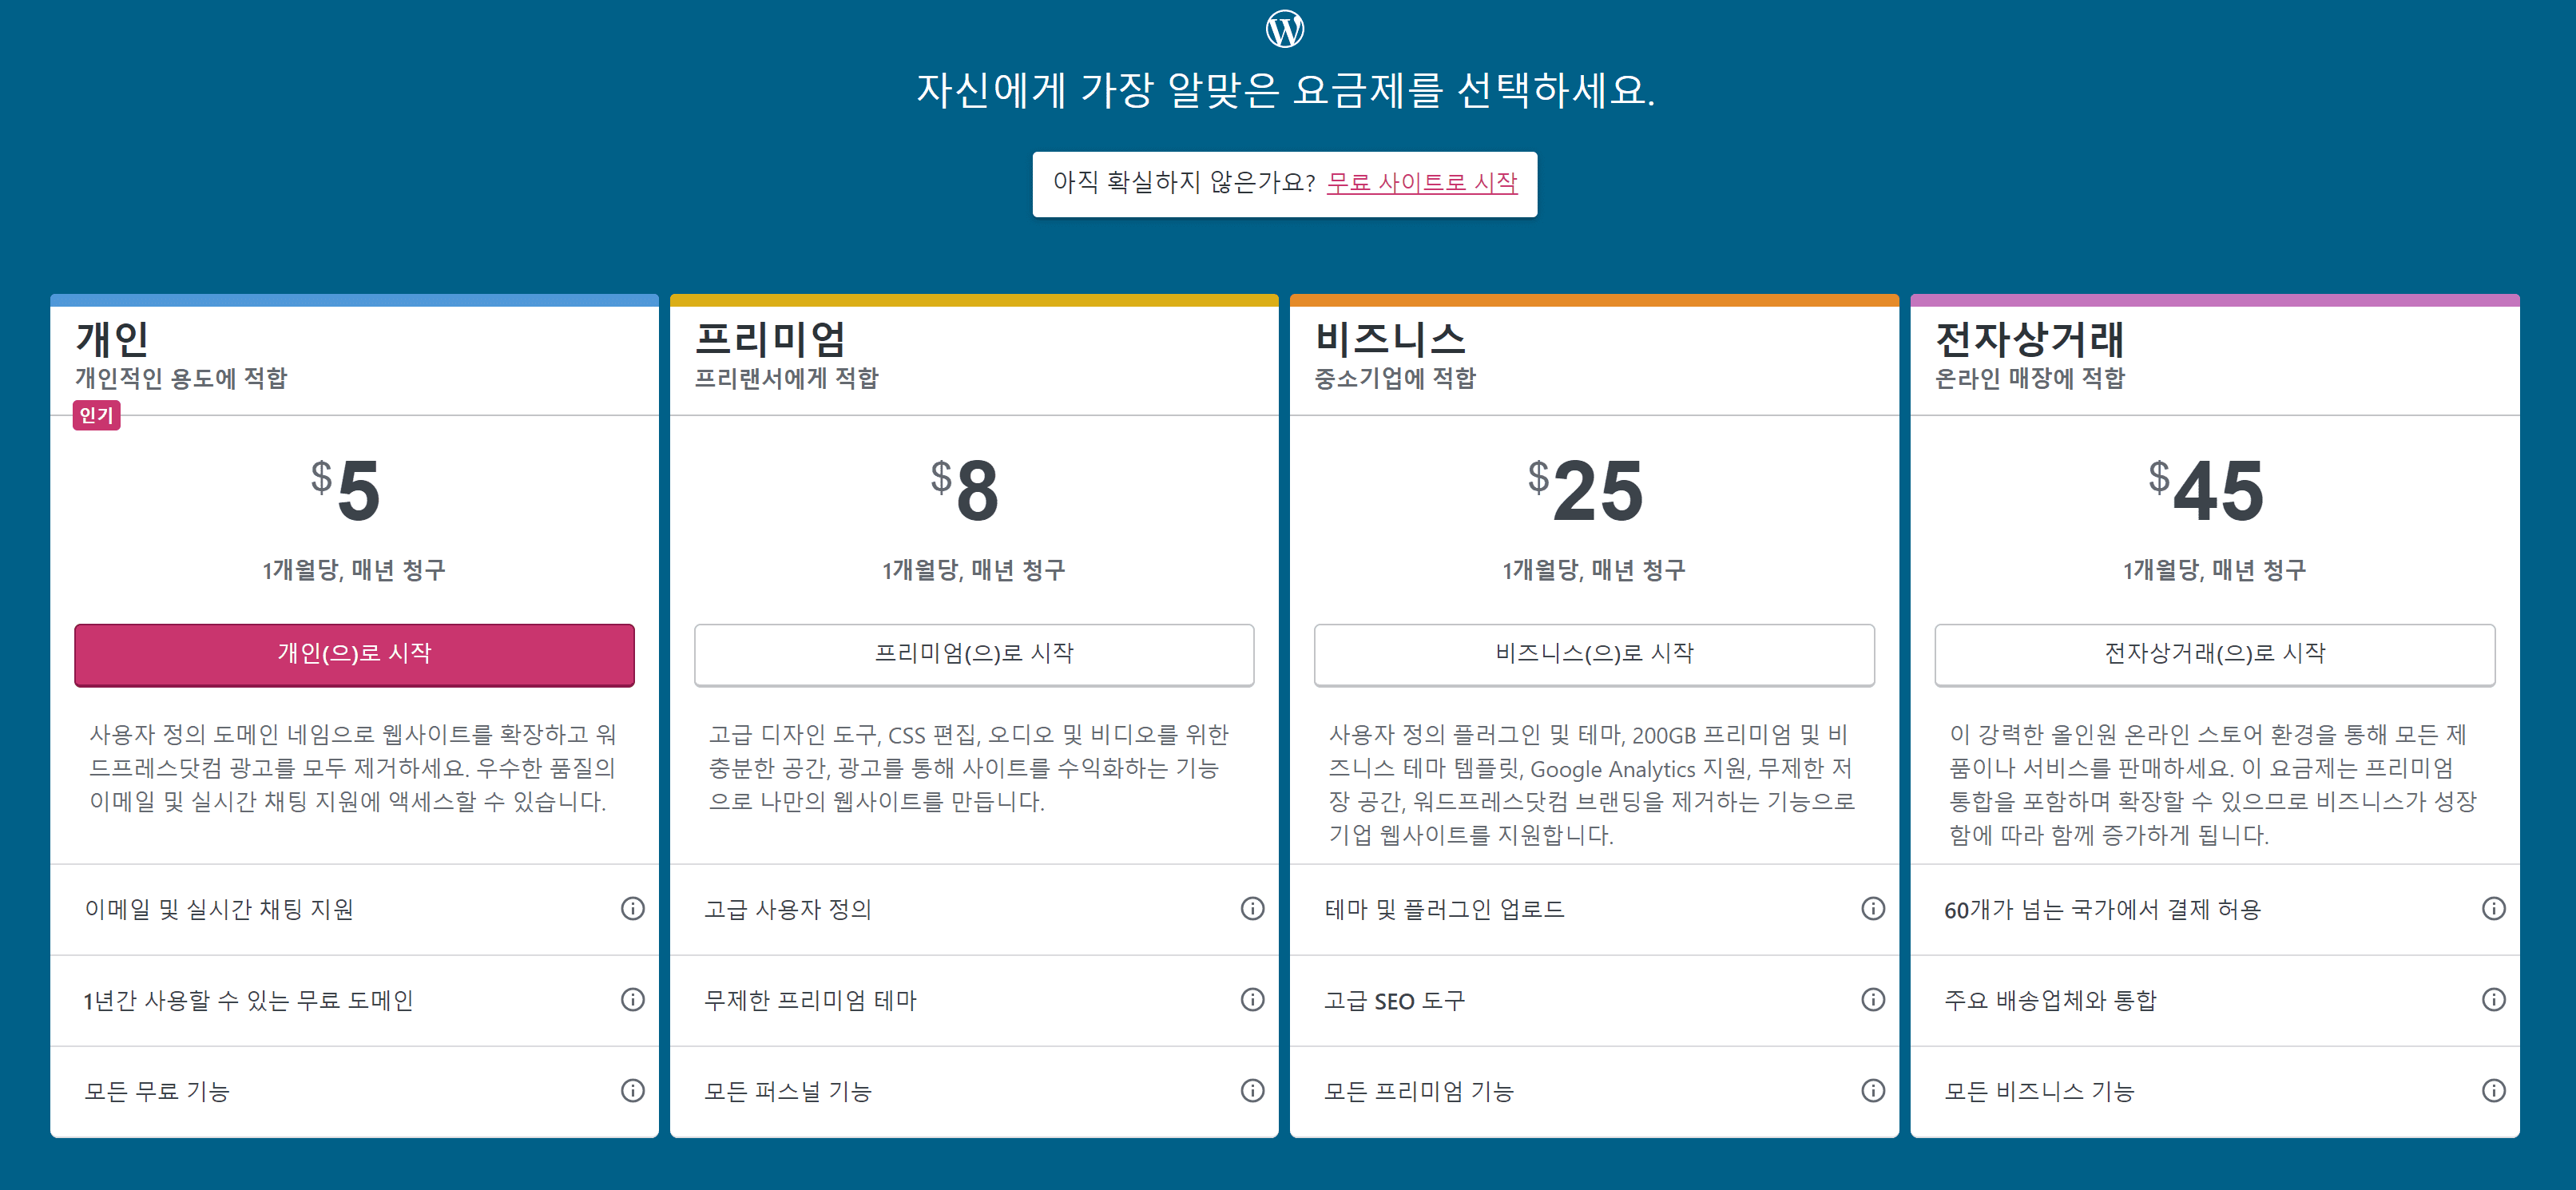 자신에게 가장 알맞은 요금제를 선택하세요.
아직 확실하지 않은가요? 무료 사이트로 시작
개인
개인적인 용도에 적합
인기
$5
1개월당, 매년 청구
개인(으)로 시작
사용자 정의 도메인 네임으로 웹사이트를 확장하고 워
드프레스닷컴 광고를 모두 제거하세요. 우수한 품질의
이메일 및 실시간 채팅 지원에 액세스할 수 있습니다.
이메일 및 실시간 채팅 지원
1년간 사용할 수 있는 무료 도메인
모든 무료 기능
프리미엄
프리랜서에게 적합
$8
1개월당, 매년 청구
프리미엄(으)로 시작
고급 디자인 도구, CSS 편집, 오디오 및 비디오를 위한
충분한 공간, 광고를 통해 사이트를 수익화하는 기능
으로 나만의 웹사이트를 만듭니다.
고급 사용자 정의
무제한 프리미엄 테마
모든 퍼스널 기능
비즈니스
중소기업에 적합
$25
1개월당, 매년 청구
비즈니스(으)로 시작
사용자 정의 플러그인 및 테마, 200GB 프리미엄 및 비
즈니스 테마 템플릿, Google Analytics 지원, 무제한 저
장 공간, 워드프레스닷컴 브랜딩을 제거하는 기능으로
기업 웹사이트를 지원합니다.
테마 및 플러그인 업로드
고급 SEO 도구
모든 프리미엄 기능
전자상거래
온라인 매장에 적합
$45
1개월당, 매년 청구
전자상거래(으)로 시작
이 강력한 올인원 온라인 스토어 환경을 통해 모든 제
품이나 서비스를 판매하세요. 이 요금제는 프리미엄
통합을 포함하며 확장할 수 있으므로 비즈니스가 성장
함에 따라 함께 증가하게 됩니다.
60개가 넘는 국가에서 결제 허용
주요 배송업체와 통합
모든 비즈니스 기능